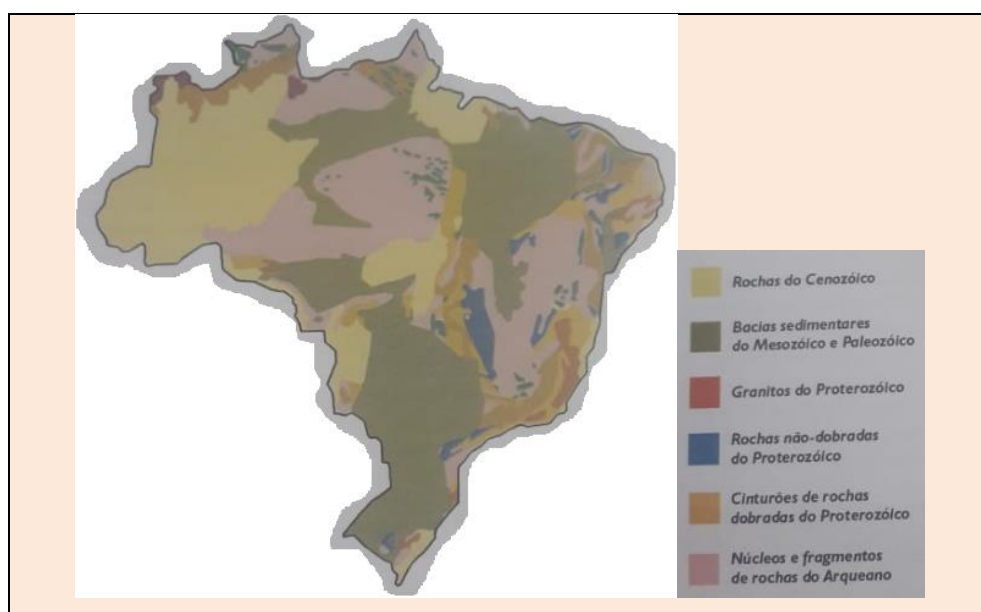 Rochas do Cenozóico
Bacias sedimentares
do Mesozóico e Paleozóico
Granitos do Proterozóico
Rochas não-dobradas
do Proterozóico
Cinturões de rochas
dobradas do Proterozóico
Núcleos e fragmentos
de rochas do Arqueano